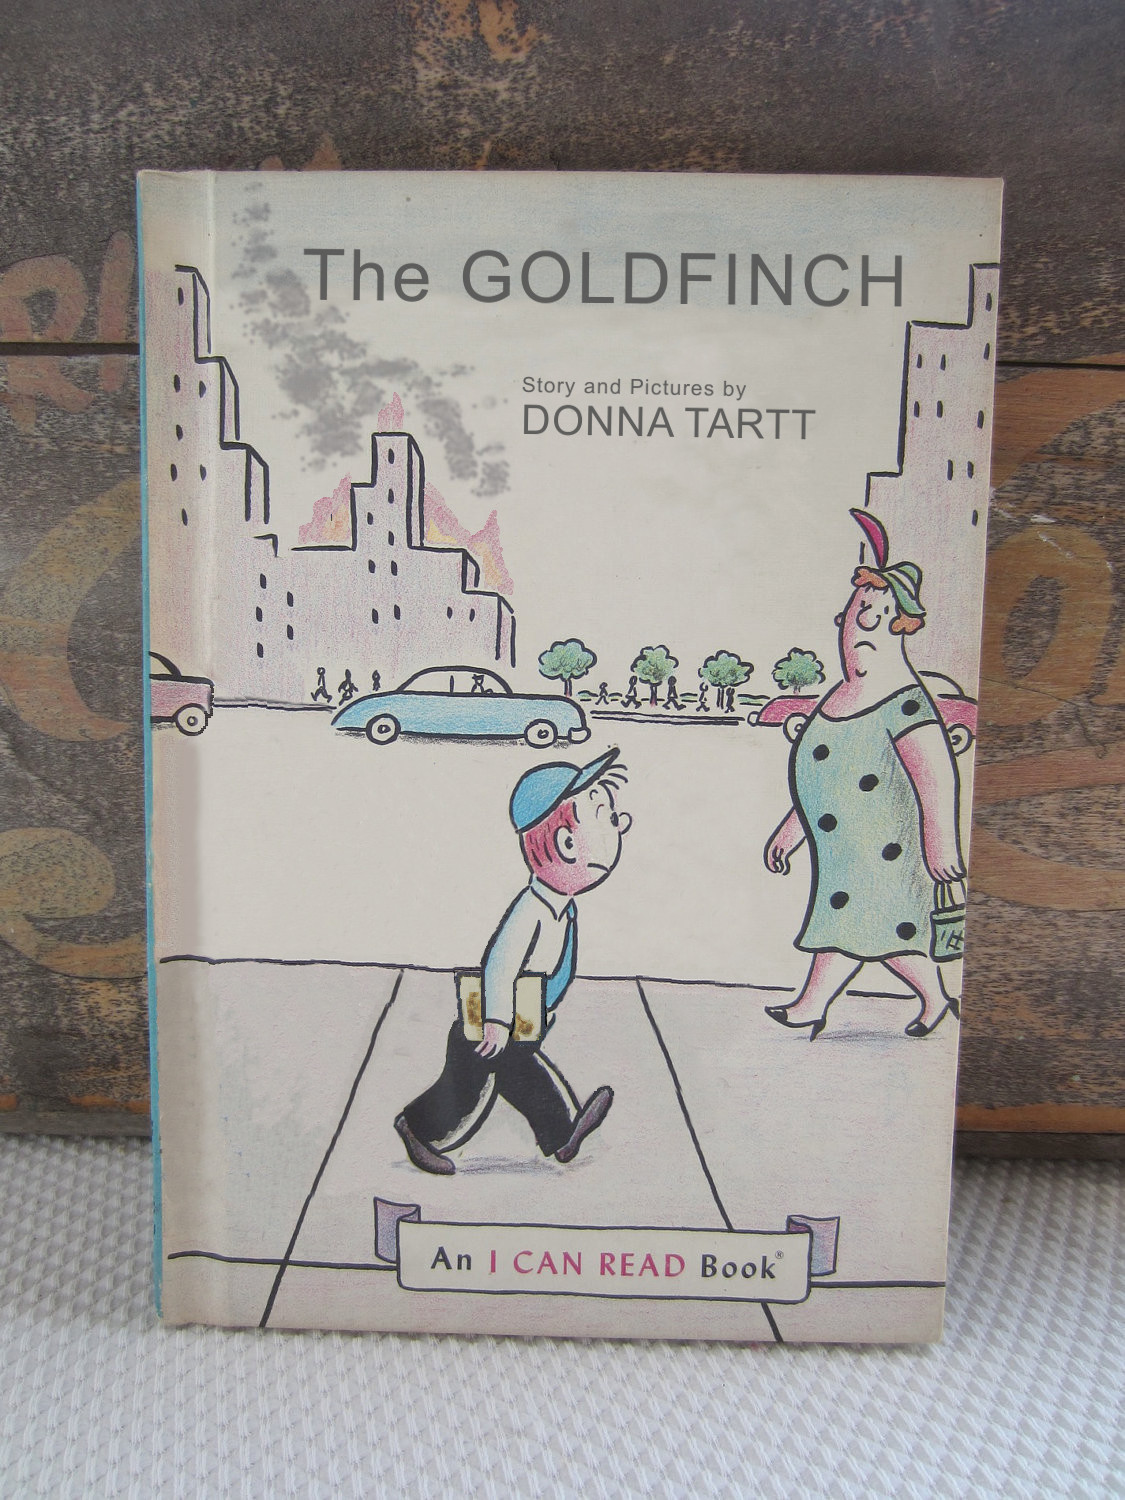 The GOLDFINCH
Story and Pictures by
DONNA TARTT
An I CAN READ Book®